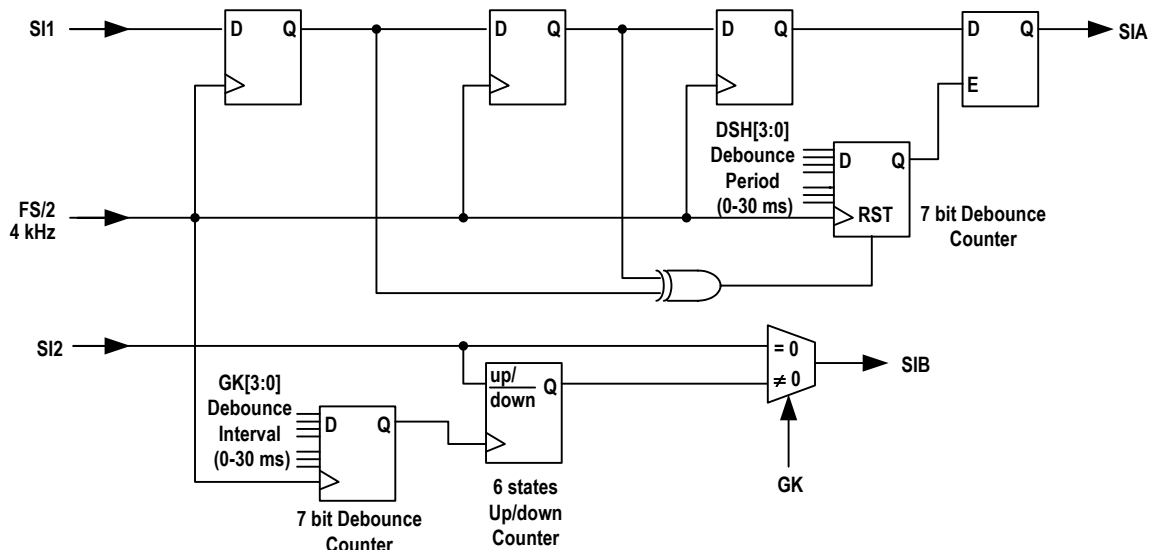 SI1
D Q
D Q
D Q
D Q
E
SIA
DSH[3:0]
Debounce
Period
(0-30 ms)
D Q
RST
7 bit Debounce
Counter
FS/2
4 kHz
SI2
= 0
≠ 0
SIB
GK
GK[3:0]
Debounce
Interval
(0-30 ms)
D Q
7 bit Debounce
Counter
up/
down
Q
6 states
Up/down
Counter